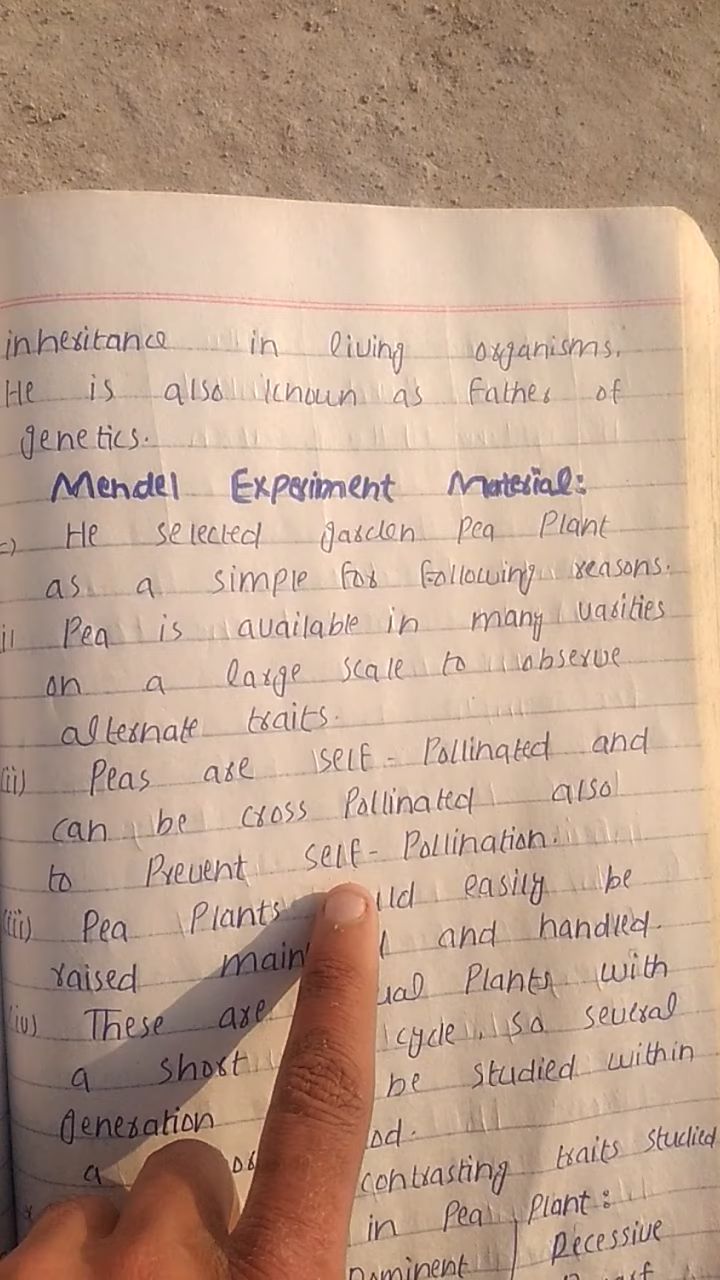 inheritance in living organisms.
He is also known as Father of
genetics.
Mendel Experiment Material:
He selected garden Pea Plant
as a simple for following reasons.
Pea is available in many varities
on a large scale to observe
alternate traits.
(ii) Peas are self-Pollinated and
can be cross Pollinated also
to Prevent self-Pollination.
(iii) Pea Plants easily be
raised and handled.
(iv) These are Plants with
a short cycle, so several
generation be studied within
a
contrasting traits studied
in Pea Plant:
Dominent Recessive